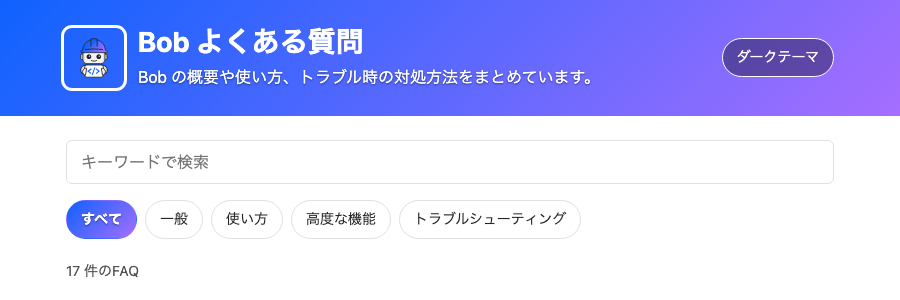 Bob よくある質問
Bob の概要や使い方、トラブル時の対処方法をまとめています。
ダークテーマ
キーワードで検索
すべて 一般 使い方 高度な機能 トラブルシューティング
17 件のFAQ